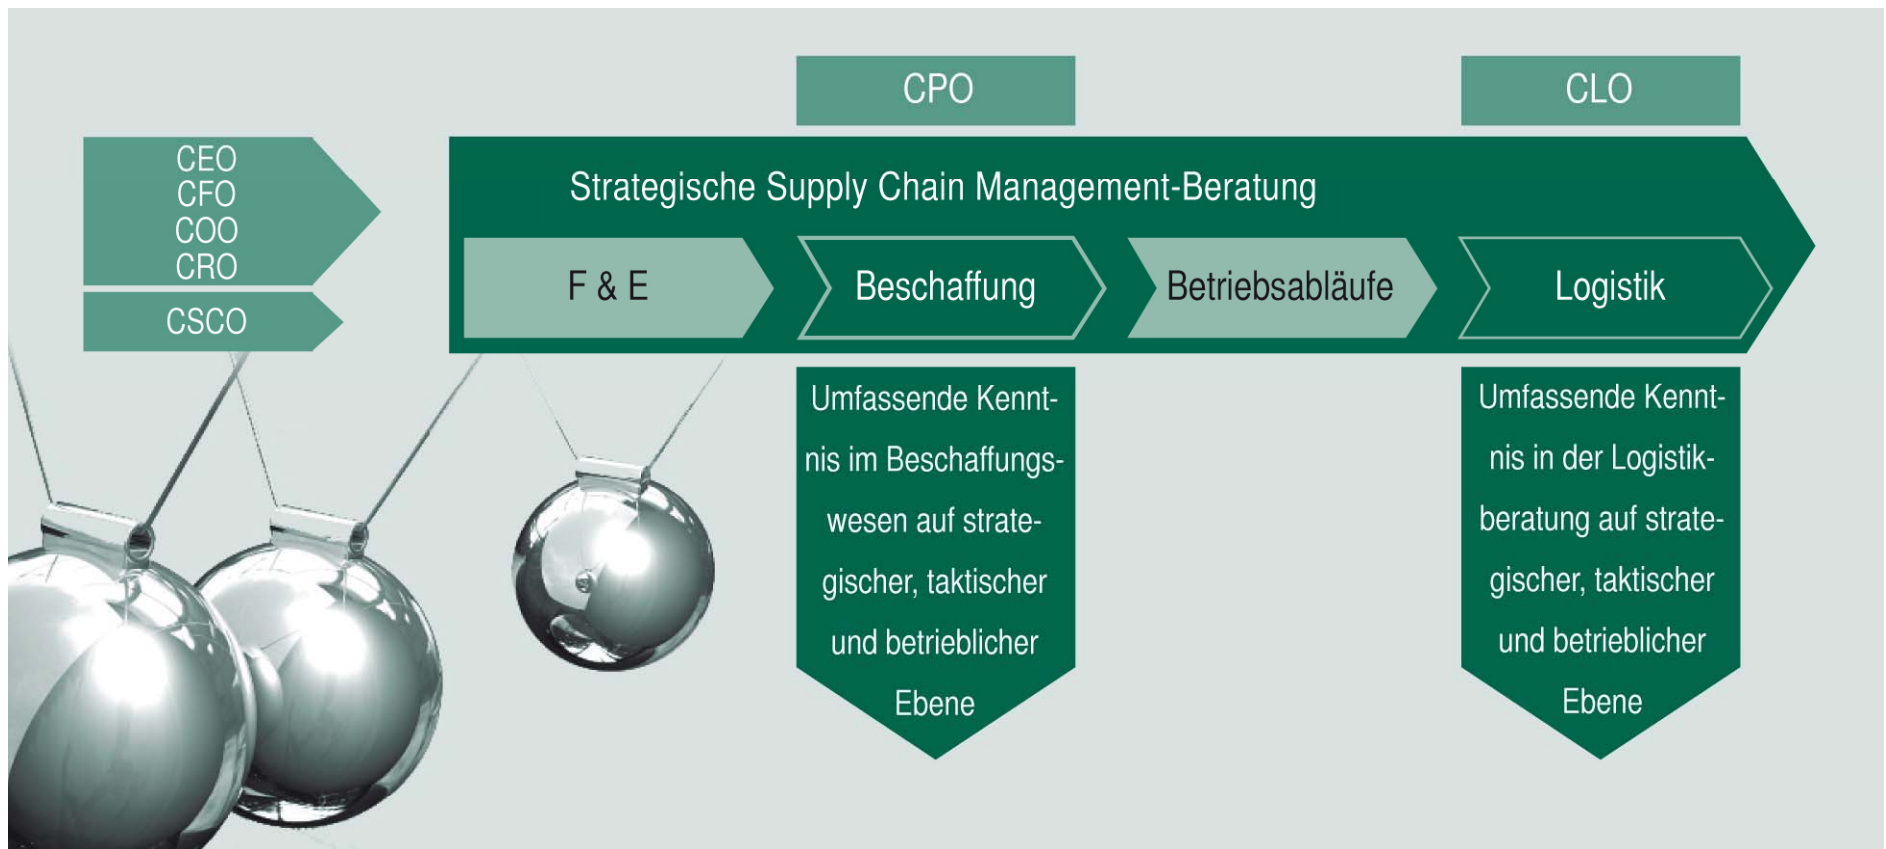 CPO
CLO
CEO
CFO
COO
CRO
CSCO
Strategische Supply Chain Management-Beratung
F & E
Beschaffung
Betriebsabläufe
Logistik
Umfassende Kennt-
nis im Beschaffungs-
wesen auf strate-
gischer, taktischer
und betrieblicher
Ebene
Umfassende Kennt-
nis in der Logistik-
beratung auf strate-
gischer, taktischer
und betrieblicher
Ebene